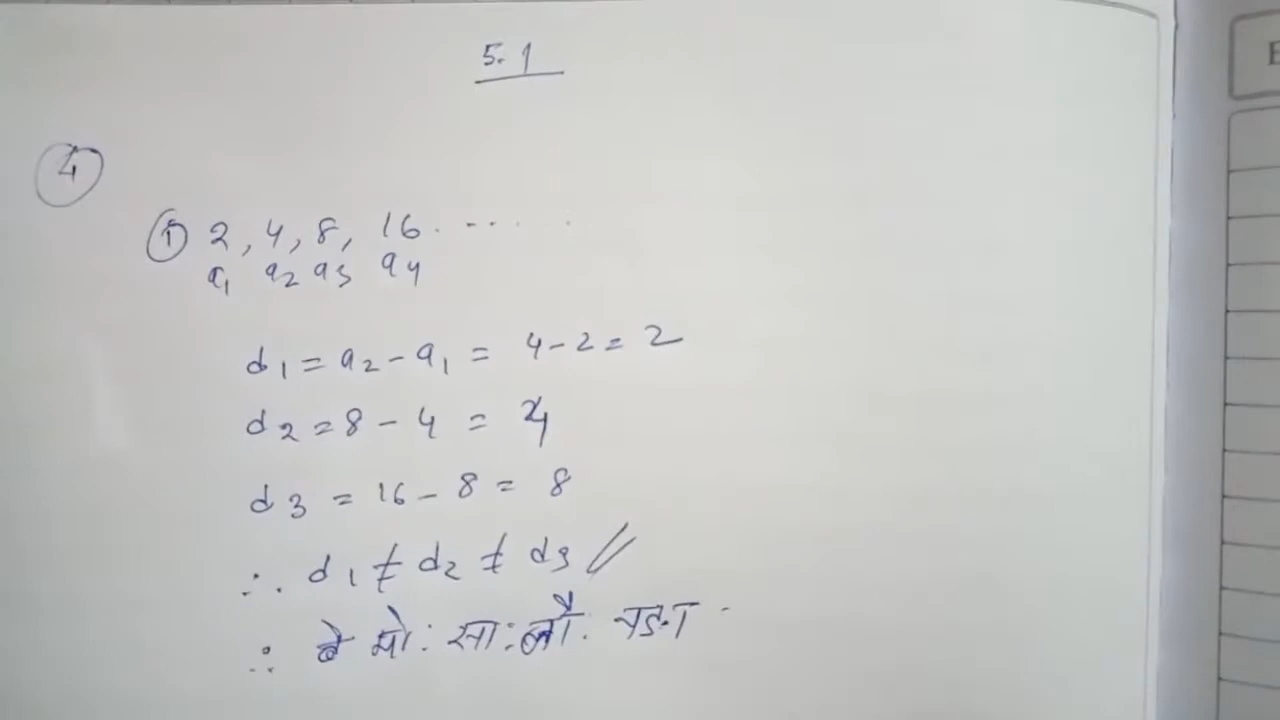 5.1
4
① 2, 4, 8, 16 .....
a₁ a₂ a₃ a₄
d₁ = a₂ - a₁ = 4 - 2 = 2
d₂ = 8 - 4 = 4
d₃ = 16 - 8 = 8
∴ d₁ ≠ d₂ ≠ d₃ //
∴ बे